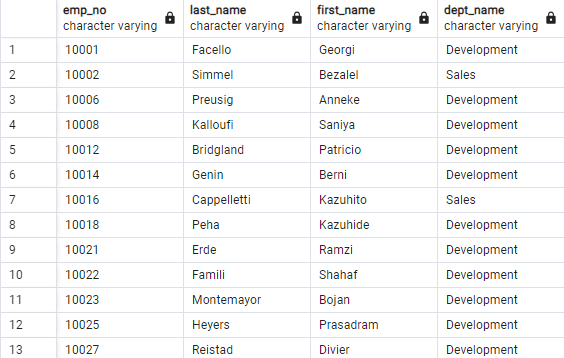 emp_no last_name first_name dept_name
character varying character varying character varying character varying
1 10001 Facello Georgi Development
2 10002 Simmel Bezalel Sales
3 10006 Preusig Anneke Development
4 10008 Kalloufi Saniya Development
5 10012 Bridgland Patricio Development
6 10014 Genin Berni Development
7 10016 Cappelletti Kazuhito Sales
8 10018 Peha Kazuhide Development
9 10021 Erde Ramzi Development
10 10022 Famili Shahaf Development
11 10023 Montemayor Bojan Development
12 10025 Heyers Prasadram Development
13 10027 Reistad Divier Development